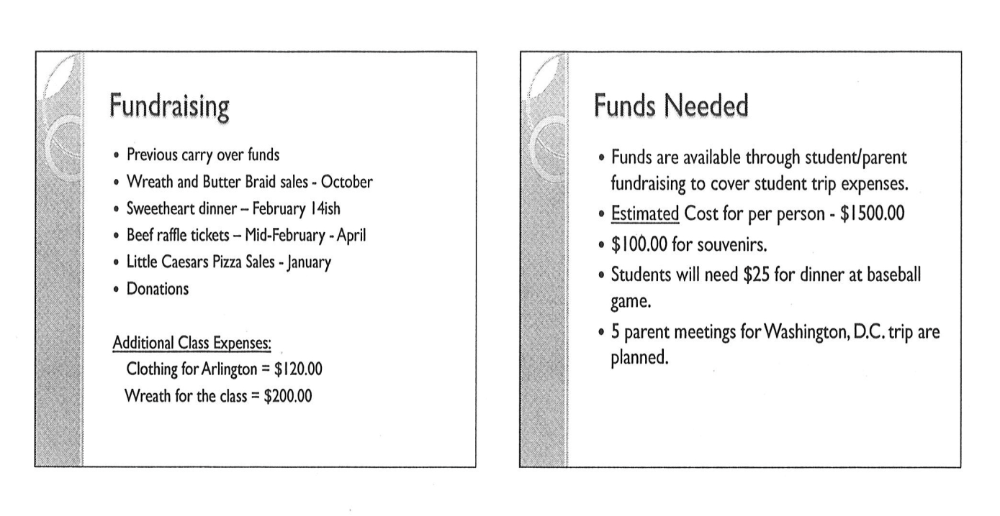 Fundraising
• Previous carry over funds
• Wreath and Butter Braid sales - October
• Sweetheart dinner – February 14ish
• Beef raffle tickets – Mid-February - April
• Little Caesars Pizza Sales - January
• Donations
Additional Class Expenses:
Clothing for Arlington = $120.00
Wreath for the class = $200.00
Funds Needed
• Funds are available through student/parent
fundraising to cover student trip expenses.
• Estimated Cost for per person - $1500.00
• $100.00 for souvenirs.
• Students will need $25 for dinner at baseball
game.
• 5 parent meetings for Washington, D.C. trip are
planned.